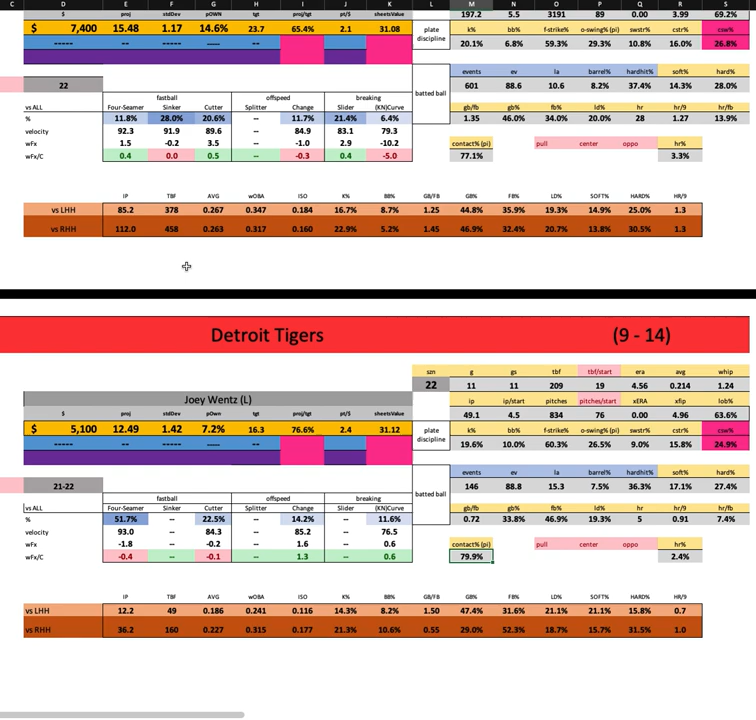 C D E F G H I J K L M N O P Q R S
$ proj stdDev pOWN tgt proj/tgt pt/$ sheetsValue 197.2 5.5 3191 89 0.00 3.99 69.2%
$ 7,400 15.48 1.17 14.6% 23.7 65.4% 2.1 31.08 plate discipline k% bb% f-strike% o-swing% (pi) swstr% cstr% csw%
----- -- ----- ---- -- 20.1% 6.8% 59.3% 29.3% 10.8% 16.0% 26.8%
events ev la barrel% hardhit% soft% hard%
22 batted ball 601 88.6 10.6 8.2% 37.4% 14.3% 28.0%
fastball offspeed breaking
vs ALL Four-Seamer Sinker Cutter Splitter Change Slider (KN)Curve gb/fb gb% fb% ld% hr hr/9 hr/fb
% 11.8% 28.0% 20.6% -- 11.7% 21.4% 6.4% 1.35 46.0% 34.0% 20.0% 28 1.27 13.9%
velocity 92.3 91.9 89.6 -- 84.9 83.1 79.3
wFx 1.5 -0.2 3.5 -- -1.0 2.9 -10.2 contact% (pi) pull center oppo hr%
wFx/C 0.4 0.0 0.5 -- -0.3 0.4 -5.0 77.1% 3.3%
IP TBF AVG wOBA ISO K% BB% GB/FB GB% FB% LD% SOFT% HARD% HR/9
vs LHH 85.2 378 0.267 0.347 0.184 16.7% 8.7% 1.25 44.8% 35.9% 19.3% 14.9% 25.0% 1.3
vs RHH 112.0 458 0.263 0.317 0.160 22.9% 5.2% 1.45 46.9% 32.4% 20.7% 13.8% 30.5% 1.3
Detroit Tigers (9 - 14)
szn g gs tbf tbf/start era avg whip
22 11 11 209 19 4.56 0.214 1.24
Joey Wentz (L) ip ip/start pitches pitches/start xERA xfip lob%
$ proj stdDev pOwn tgt proj/tgt pt/$ sheetsValue 49.1 4.5 834 76 0.00 4.96 63.6%
$ 5,100 12.49 1.42 7.2% 16.3 76.6% 2.4 31.12 plate discipline k% bb% f-strike% o-swing% (pi) swstr% cstr% csw%
----- -- ----- ---- -- 19.6% 10.0% 60.3% 26.5% 9.0% 15.8% 24.9%
events ev la barrel% hardhit% soft% hard%
21-22 batted ball 146 88.8 15.3 7.5% 36.3% 17.1% 27.4%
fastball offspeed breaking
vs ALL Four-Seamer Sinker Cutter Splitter Change Slider (KN)Curve gb/fb gb% fb% ld% hr hr/9 hr/fb
% 51.7% -- 22.5% -- 14.2% -- 11.6% 0.72 33.8% 46.9% 19.3% 5 0.91 7.4%
velocity 93.0 -- 84.3 -- 85.2 -- 76.5
wFx -1.8 -- -0.2 -- 1.6 -- 0.6 contact% (pi) pull center oppo hr%
wFx/C -0.4 -- -0.1 -- 1.3 -- 0.6 79.9% 2.4%
IP TBF AVG wOBA ISO K% BB% GB/FB GB% FB% LD% SOFT% HARD% HR/9
vs LHH 12.2 49 0.186 0.241 0.116 14.3% 8.2% 1.50 47.4% 31.6% 21.1% 21.1% 15.8% 0.7
vs RHH 36.2 160 0.227 0.315 0.177 21.3% 10.6% 0.55 29.0% 52.3% 18.7% 15.7% 31.5% 1.0